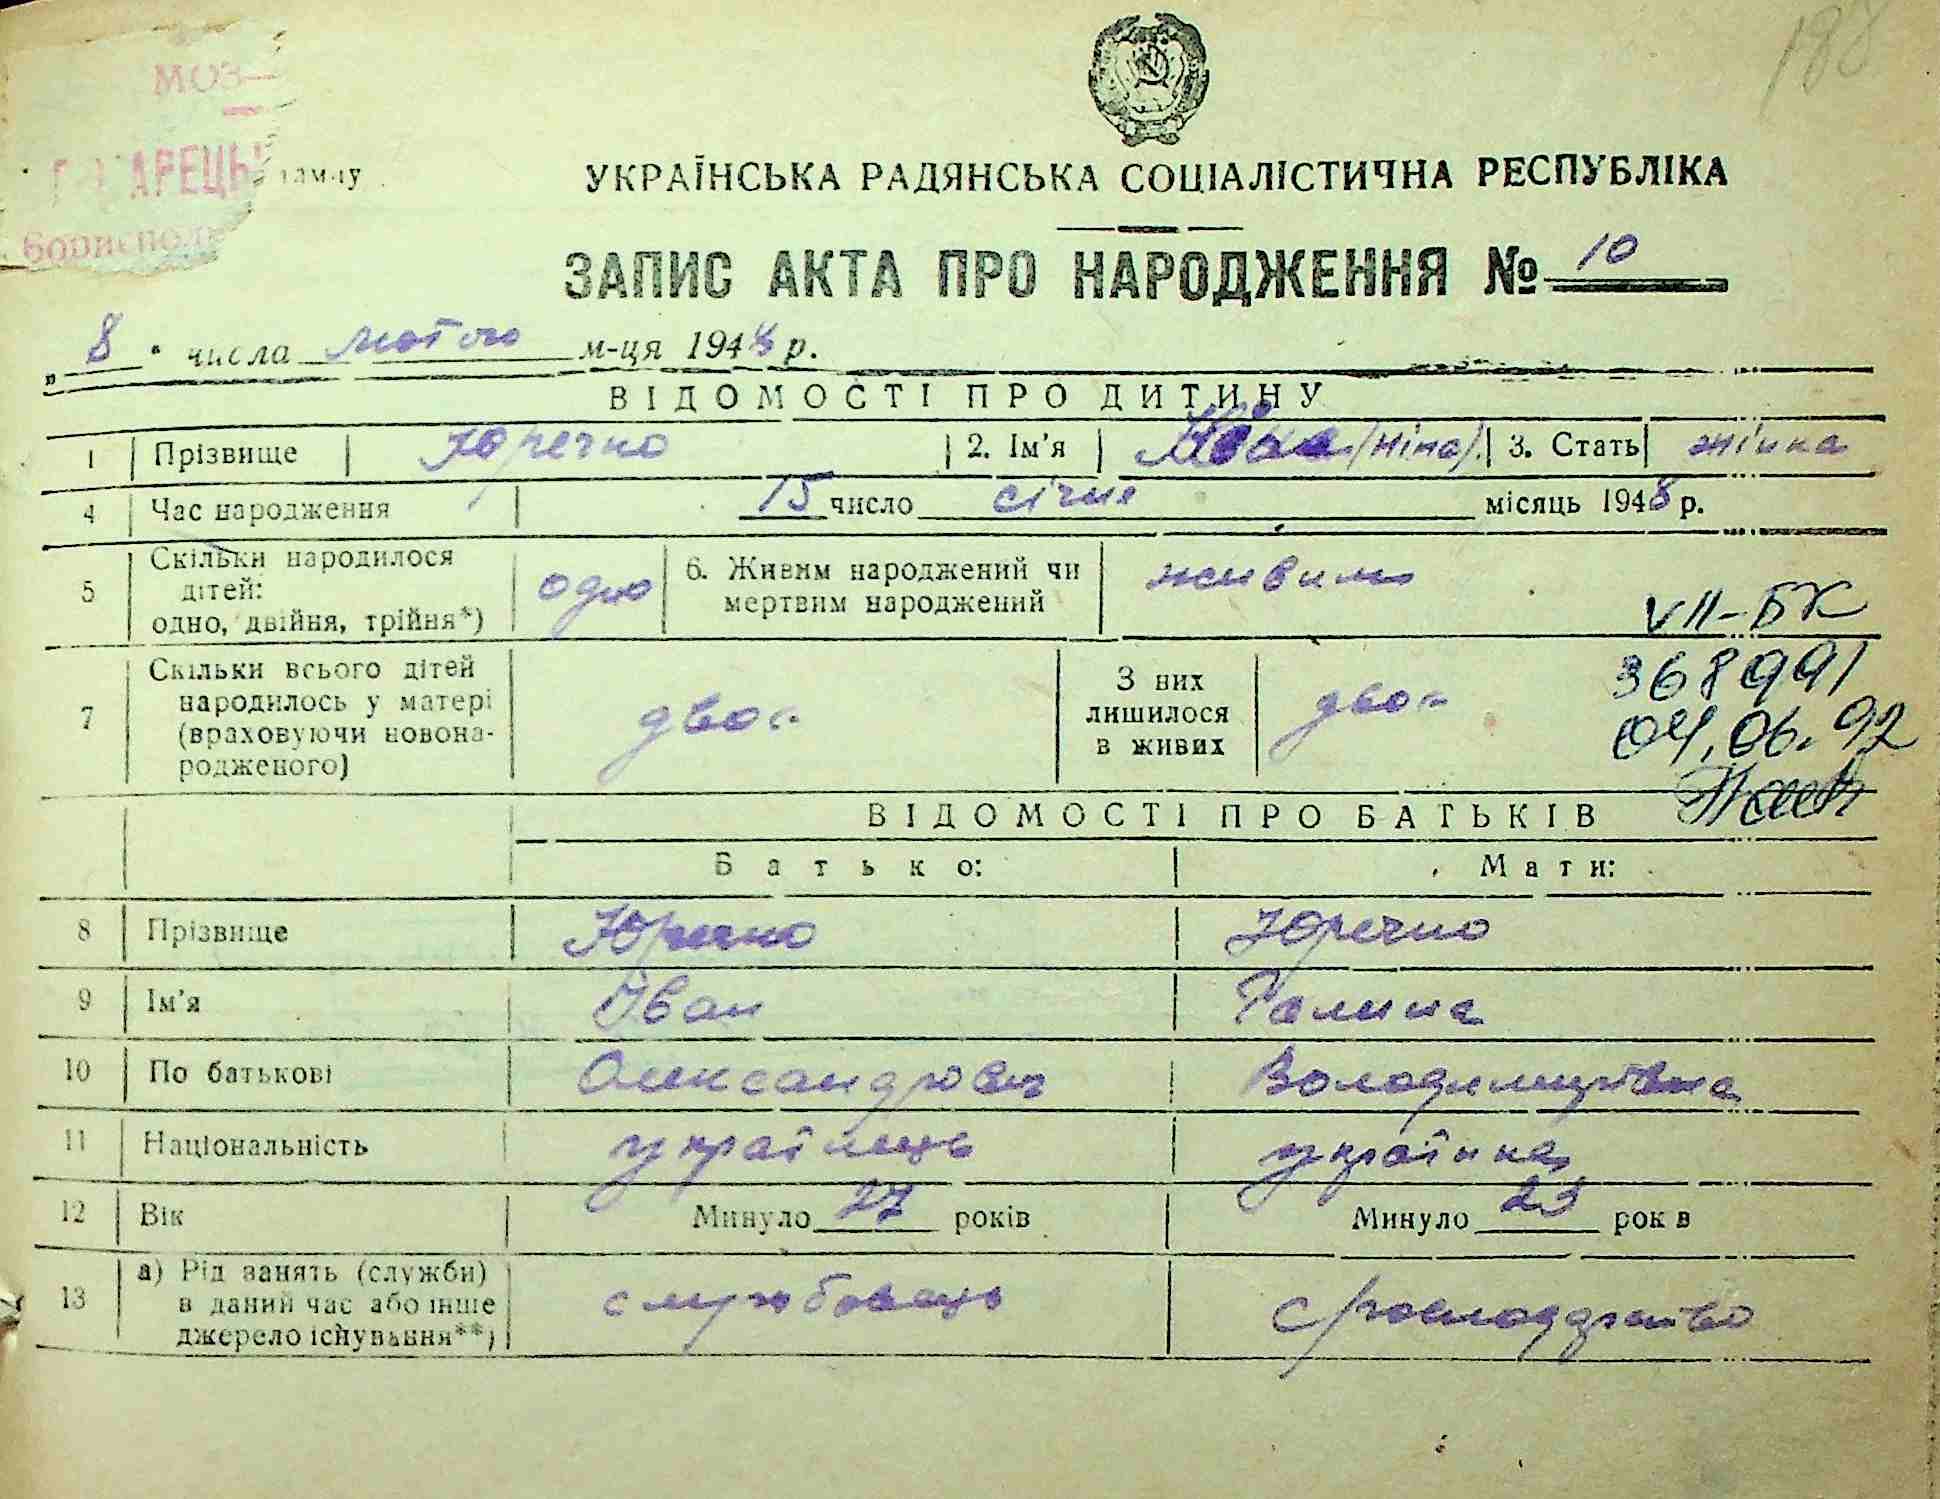 188
МОЗ—
АРЕЦЬ
Бориспол
УКРАЇНСЬКА РАДЯНСЬКА СОЦІАЛІСТИЧНА РЕСПУБЛІКА
ЗАПИС АКТА ПРО НАРОДЖЕННЯ № 10
„ 8 " числа лютого м-ця 1948 р.
ВІДОМОСТІ ПРО ДИТИНУ
1 Прізвище Юречко 2. Ім'я (Ніна). 3. Стать жінка
4 Час народження 15 число січня місяць 1948 р.
5 Скільки народилося дітей: одно, двійня, трійня*) одно 6. Живим народжений чи мертвим народжений живим
VII-БК
368991
04.06.92
7 Скільки всього дітей народилось у матері (враховуючи новонародженого) двоє З них лишилося в живих двоє
ВІДОМОСТІ ПРО БАТЬКІВ
Батько: Мати:
8 Прізвище Юречко Юречко
9 Ім'я Іван Галина
10 По батькові Олександрович Володимирівна
11 Національність українець українка
12 Вік Минуло 27 років Минуло 23 рок в
13 а) Рід занять (служби) в даний час або інше джерело існування**) службовець